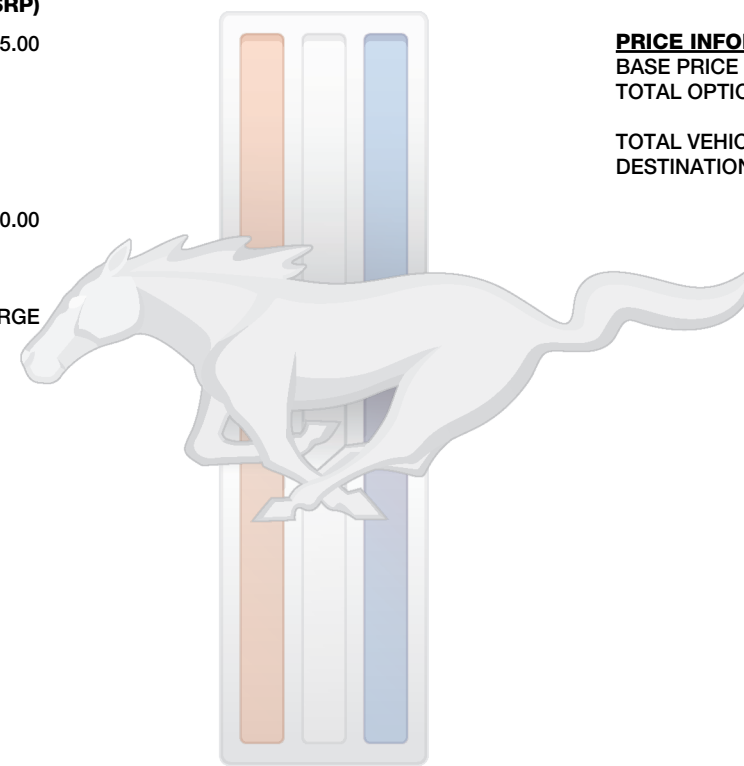 SRP)
5.00
0.00
RGE
PRICE INFO
BASE PRICE
TOTAL OPTIO
TOTAL VEHIC
DESTINATION